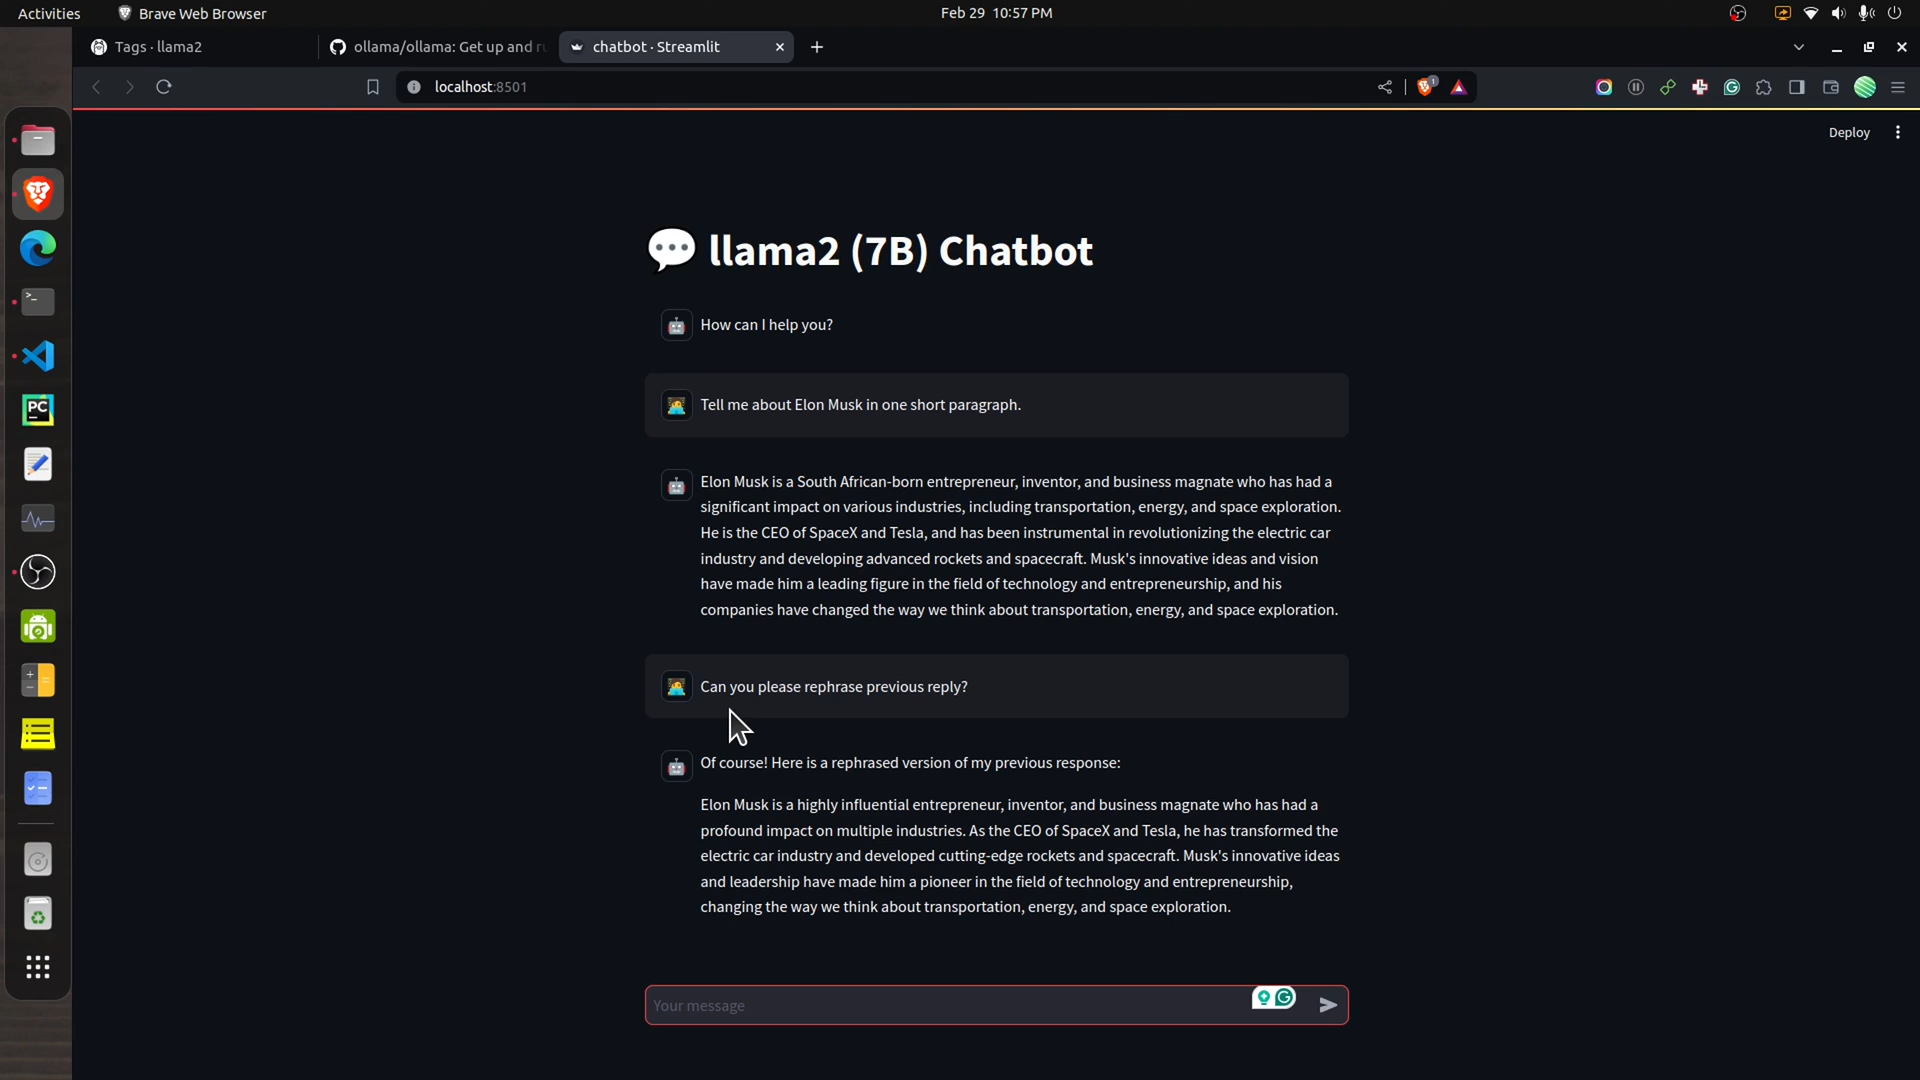 Activities
Brave Web Browser
Feb 29 10:57 PM
Tags · llama2
ollama/ollama: Get up and ru
chatbot · Streamlit
localhost:8501
1
Deploy
llama2 (7B) Chatbot
How can I help you?
Tell me about Elon Musk in one short paragraph.
Elon Musk is a South African-born entrepreneur, inventor, and business magnate who has had a
significant impact on various industries, including transportation, energy, and space exploration.
He is the CEO of SpaceX and Tesla, and has been instrumental in revolutionizing the electric car
industry and developing advanced rockets and spacecraft. Musk's innovative ideas and vision
have made him a leading figure in the field of technology and entrepreneurship, and his
companies have changed the way we think about transportation, energy, and space exploration.
Can you please rephrase previous reply?
Of course! Here is a rephrased version of my previous response:
Elon Musk is a highly influential entrepreneur, inventor, and business magnate who has had a
profound impact on multiple industries. As the CEO of SpaceX and Tesla, he has transformed the
electric car industry and developed cutting-edge rockets and spacecraft. Musk's innovative ideas
and leadership have made him a pioneer in the field of technology and entrepreneurship,
changing the way we think about transportation, energy, and space exploration.
Your message
PC